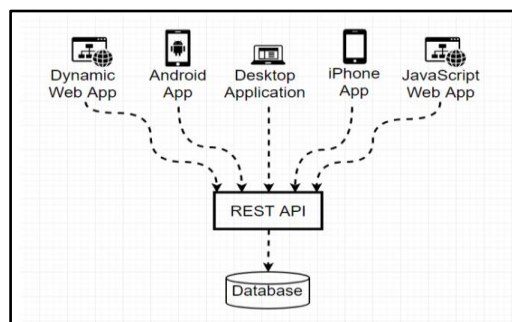 Dynamic
Web App
Android
App
Desktop
Application
iPhone
App
JavaScript
Web App
REST API
Database